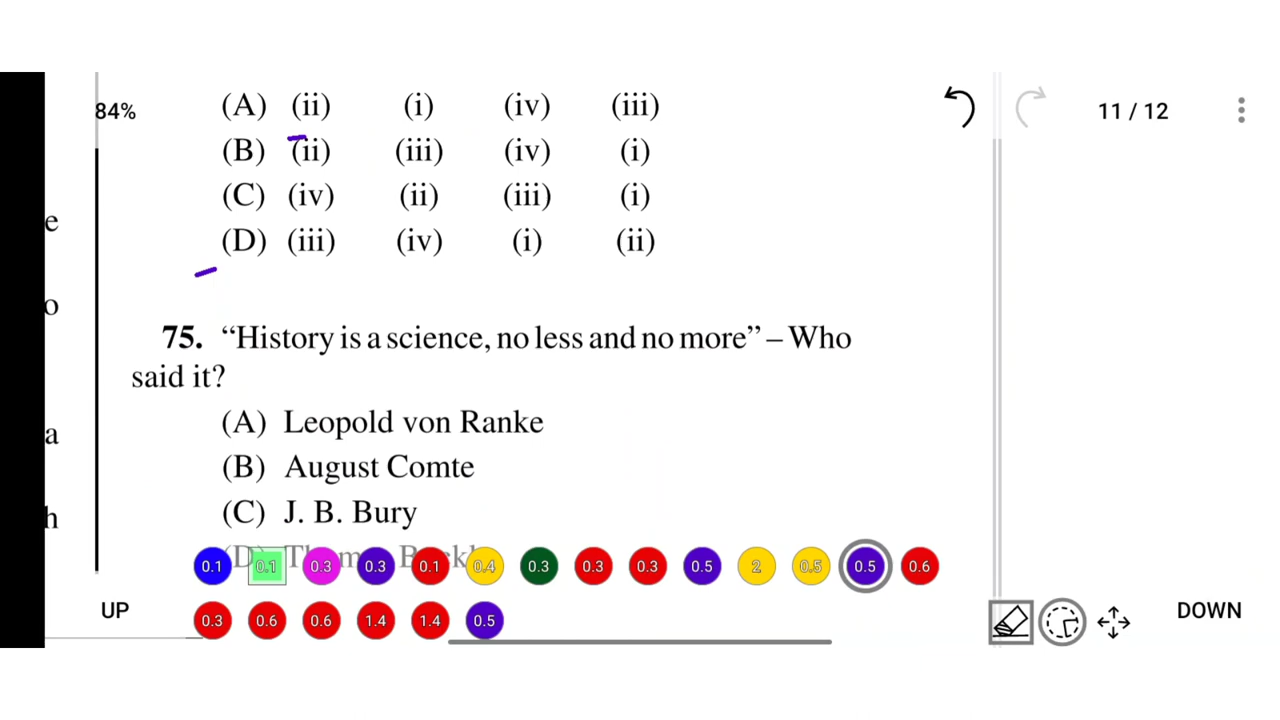 84%
(A) (ii) (i) (iv) (iii)
11 / 12
(B) (ii) (iii) (iv) (i)
(C) (iv) (ii) (iii) (i)
e
(D) (iii) (iv) (i) (ii)
o
75. “History is a science, no less and no more” – Who
said it?
(A) Leopold von Ranke
a
(B) August Comte
h
(C) J. B. Bury
(D)
0.1 0.1 0.3 0.3 0.1 0.4 0.3 0.3 0.3 0.5 2 0.5 0.5 0.6
UP
0.3 0.6 0.6 1.4 1.4 0.5
DOWN